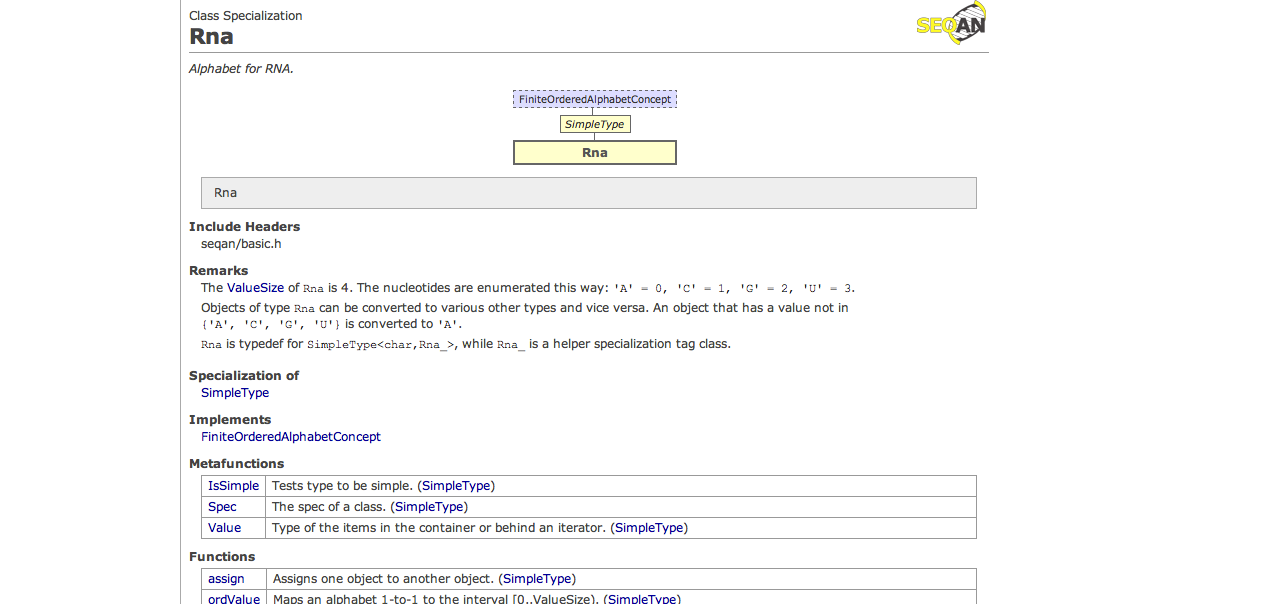 Class Specialization
SEQAN
Rna
Alphabet for RNA.
FiniteOrderedAlphabetConcept
SimpleType
Rna
Rna
Include Headers
seqan/basic.h
Remarks
The ValueSize of Rna is 4. The nucleotides are enumerated this way: 'A' = 0, 'C' = 1, 'G' = 2, 'U' = 3.
Objects of type Rna can be converted to various other types and vice versa. An object that has a value not in
{'A', 'C', 'G', 'U'} is converted to 'A'.
Rna is typedef for SimpleType<char,Rna_>, while Rna_ is a helper specialization tag class.
Specialization of
SimpleType
Implements
FiniteOrderedAlphabetConcept
Metafunctions
IsSimple Tests type to be simple. (SimpleType)
Spec The spec of a class. (SimpleType)
Value Type of the items in the container or behind an iterator. (SimpleType)
Functions
assign Assigns one object to another object. (SimpleType)
ordValue Maps an alphabet 1-to-1 to the interval [0..ValueSize). (SimpleType)